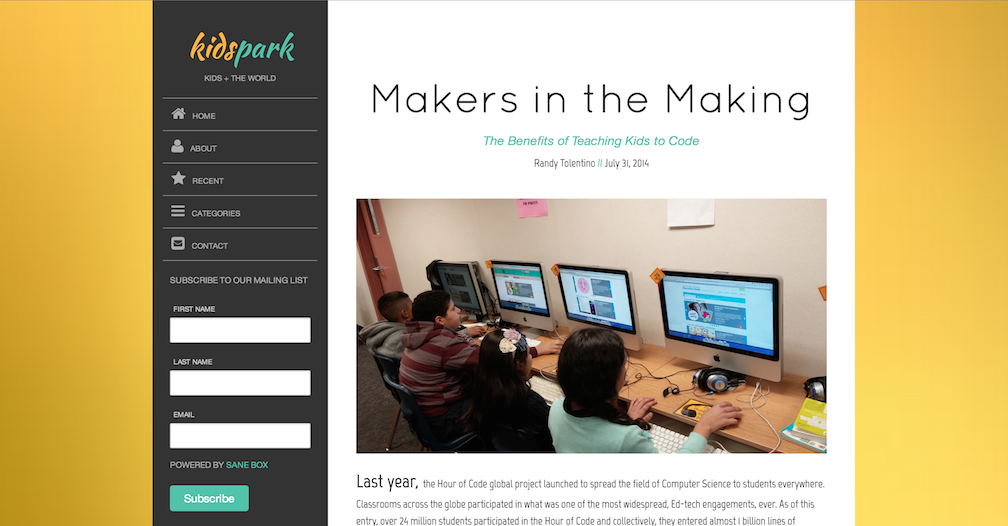 kidspark
KIDS + THE WORLD
HOME
ABOUT
RECENT
CATEGORIES
CONTACT
SUBSCRIBE TO OUR MAILING LIST
FIRST NAME
LAST NAME
EMAIL
POWERED BY SANE BOX
Subscribe
Makers in the Making
The Benefits of Teaching Kids to Code
Randy Tolentino // July 31, 2014
Last year, the Hour of Code global project launched to spread the field of Computer Science to students everywhere.
Classrooms across the globe participated in what was one of the most widespread, Ed-tech engagements, ever. As of this
entry, over 24 million students participated in the Hour of Code and collectively, they entered almost 1 billion lines of